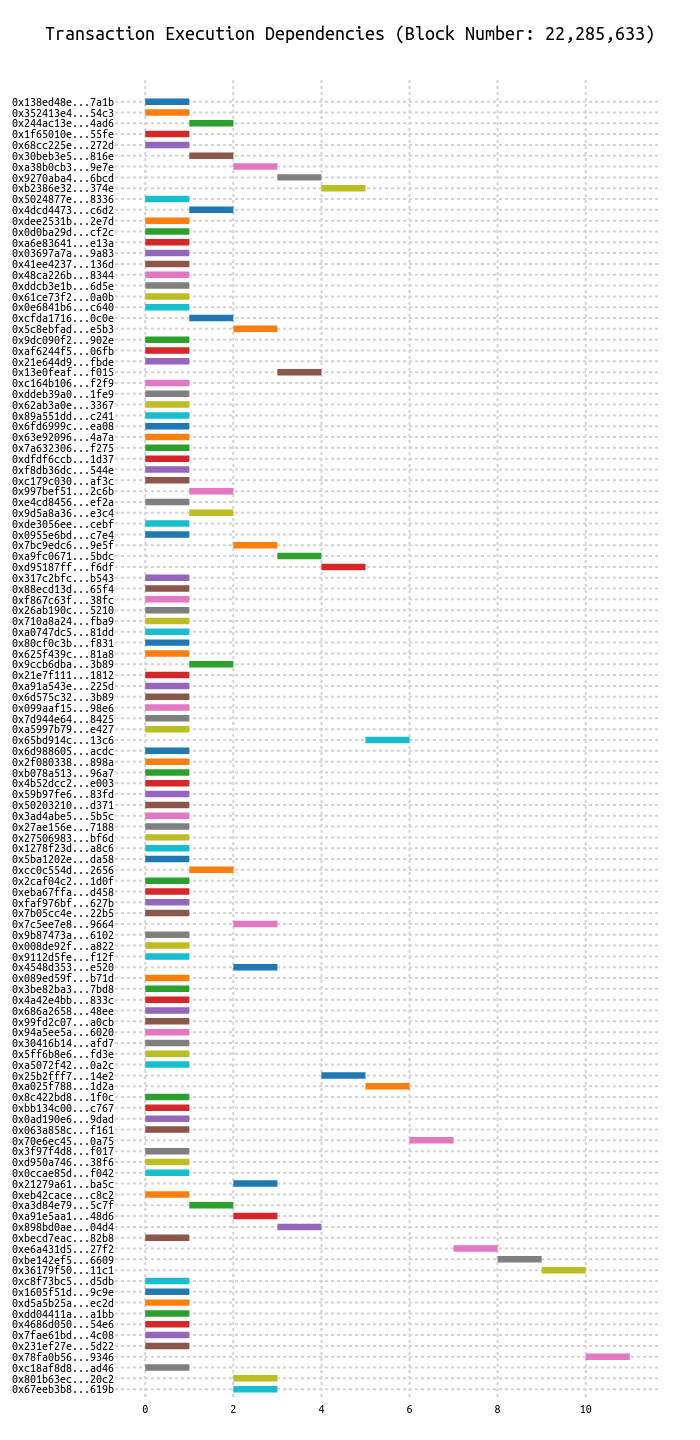 Transaction Execution Dependencies (Block Number: 22,285,633)
0x138ed48e...7a1b
0x352413e4...54c3
0x244ac13e...4ad6
0x1f65010e...55fe
0x68cc225e...272d
0x30beb3e5...816e
0xa38b0cb3...9e7e
0x9270aba4...6bcd
0xb2386e32...374e
0x5024877e...8336
0x4dcd4473...c6d2
0xdee2531b...2e7d
0x0d0ba29d...cf2c
0xa6e83641...e13a
0x03697a7a...9a83
0x41ee4237...136d
0x48ca226b...8344
0xddcb3e1b...6d5e
0x61ce73f2...0a0b
0x0e6841b6...c640
0xcfda1716...0c0e
0x5c8ebfad...e5b3
0x9dc090f2...902e
0xaf6244f5...06fb
0x21e644d9...fbde
0x13e0feaf...f015
0xc164b106...f2f9
0xddeb39a0...1fe9
0x62ab3a0e...3367
0x89a551dd...c241
0x6fd6999c...ea08
0x63e92096...4a7a
0x7a632306...f275
0xdfdf6ccb...1d37
0xf8db36dc...544e
0xc179c030...af3c
0x997bef51...2c6b
0xe4cd8456...ef2a
0x9d5a8a36...e3c4
0xde3056ee...cebf
0x0955e6bd...c7e4
0x7bc9edc6...9e5f
0xa9fc0671...5bdc
0xd95187ff...f6df
0x317c2bfc...b543
0x88ecd13d...65f4
0xf867c63f...38fc
0x26ab190c...5210
0x710a8a24...fba9
0xa0747dc5...81dd
0x80cf0c3b...f831
0x625f439c...81a8
0x9ccb6dba...3b89
0x21e7f111...1812
0xa91a543e...225d
0x6d575c32...3b89
0x099aaf15...98e6
0x7d944e64...8425
0xa5997b79...e427
0x65bd914c...13c6
0x6d988605...acdc
0x2f080338...898a
0xb078a513...96a7
0x4b52dcc2...e003
0x59b97fe6...83fd
0x50203210...d371
0x3ad4abe5...5b5c
0x27ae156e...7188
0x27506983...bf6d
0x1278f23d...a8c6
0x5ba1202e...da58
0xcc0c554d...2656
0x2caf04c2...1d0f
0xeba67ffa...d458
0xfaf976bf...627b
0x7b05cc4e...22b5
0x7c5ee7e8...9664
0x9b87473a...6102
0x008de92f...a822
0x9112d5fe...f12f
0x4548d353...e520
0x089ed59f...b71d
0x3be82ba3...7bd8
0x4a42e4bb...833c
0x686a2658...48ee
0x99fd2c07...a0cb
0x94a5ee5a...6020
0x30416b14...afd7
0x5ff6b8e6...fd3e
0xa5072f42...0a2c
0x25b2fff7...14e2
0xa025f788...1d2a
0x8c422bd8...1f0c
0xbb134c00...c767
0x0ad190e6...9dad
0x063a858c...f161
0x70e6ec45...0a75
0x3f97f4d8...f017
0xd950a746...38f6
0x0ccae85d...f042
0x21279a61...ba5c
0xeb42cace...c8c2
0xa3d84e79...5c7f
0xa91e5aa1...48d6
0x898bd0ae...04d4
0xbecd7eac...82b8
0xe6a431d5...27f2
0xbe142ef5...6609
0x36179f50...11c1
0xc8f73bc5...d5db
0x1605f51d...9c9e
0xd5a5b25a...ec2d
0xdd04411a...a1bb
0x4686d050...54e6
0x7fae61bd...4c08
0x231ef27e...5d22
0x78fa0b56...9346
0xc18af8d8...ad46
0x801b63ec...20c2
0x67eeb3b8...619b
0 2 4 6 8 10